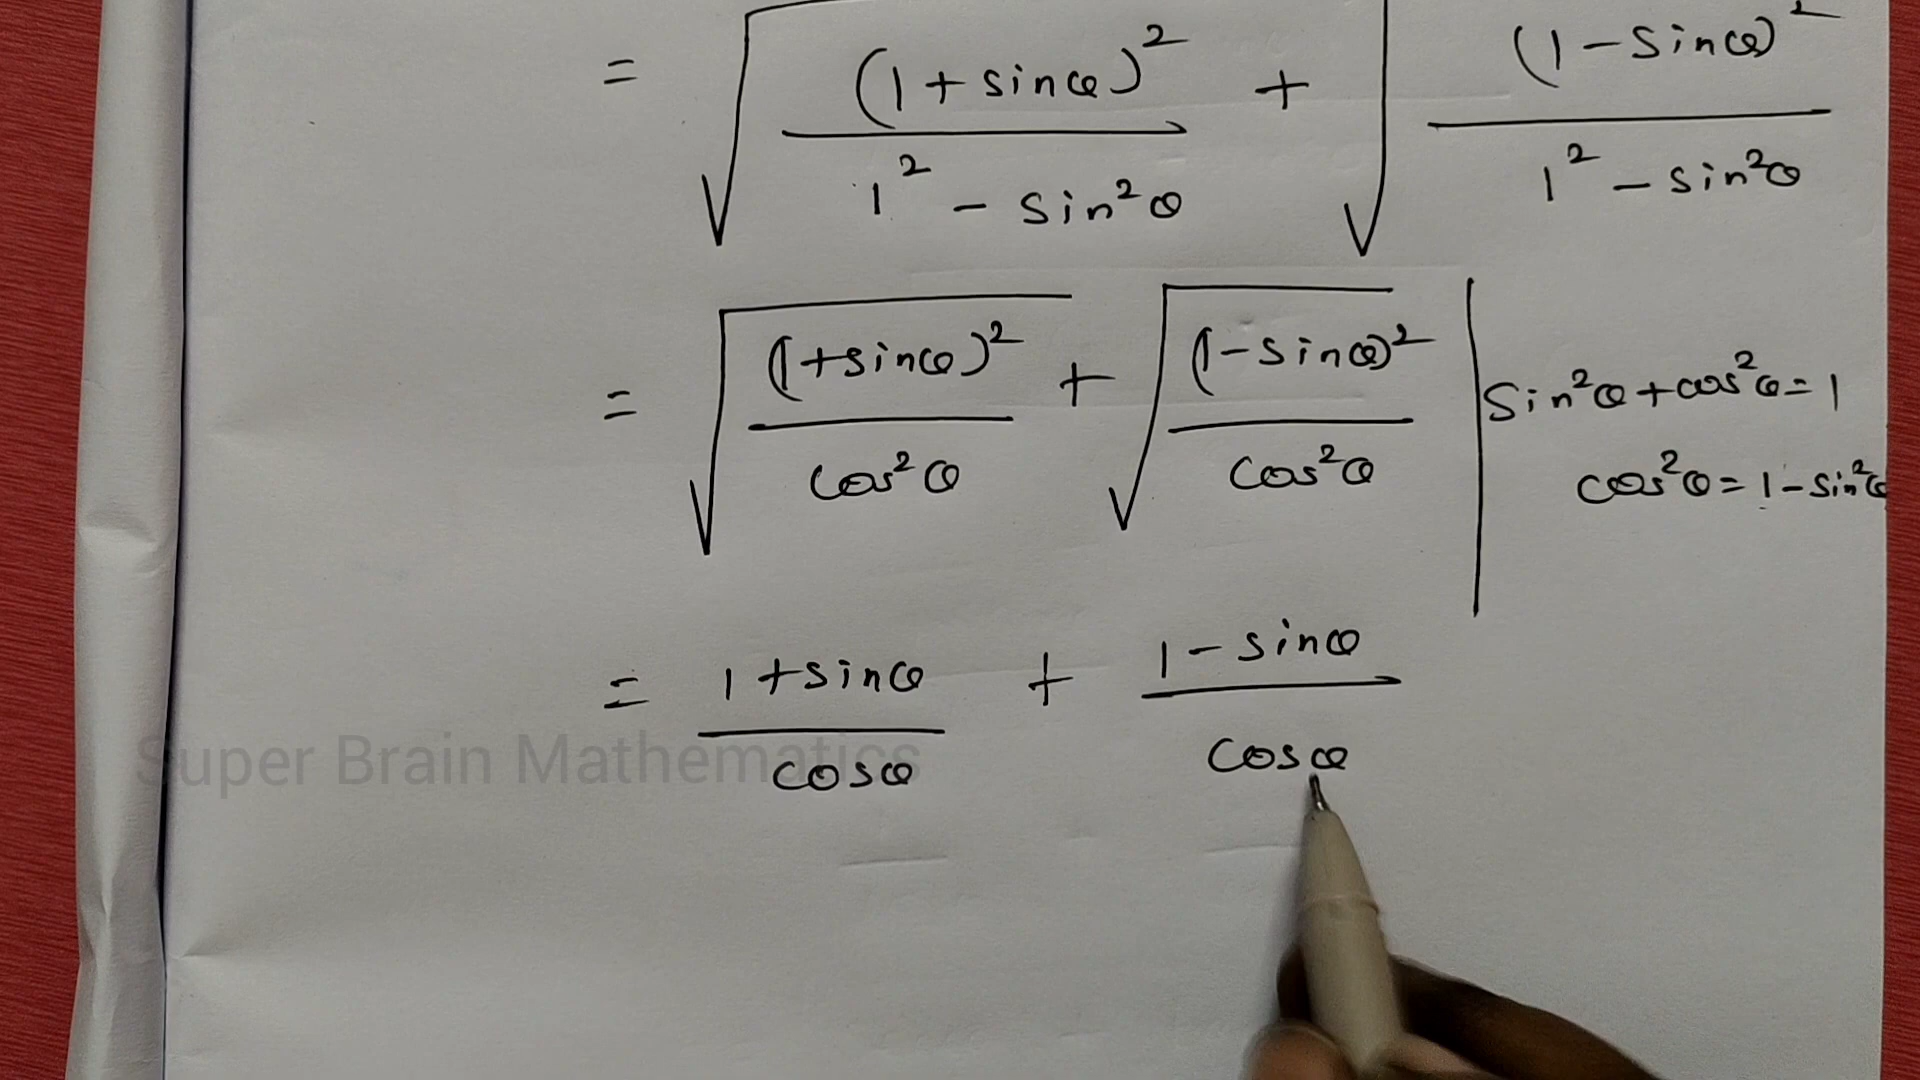 = √((1+sinθ)² / (1² - sin²θ)) + √((1-sinθ)² / (1² - sin²θ))
= √((1+sinθ)² / cos²θ) + √((1-sinθ)² / cos²θ)
sin²θ+cos²θ=1
cos²θ=1-sin²θ
= (1+sinθ) / cosθ + (1-sinθ) / cosθ
Super Brain Mathematics